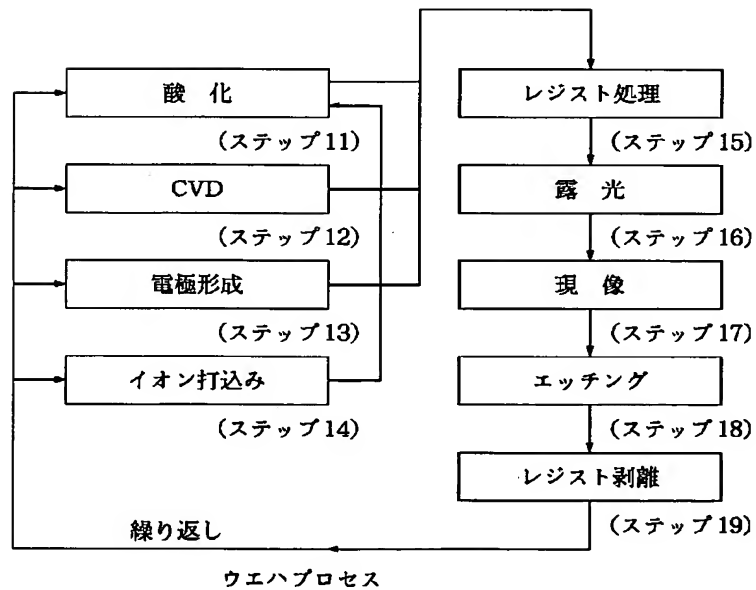 酸 化
(ステップ11)
CVD
(ステップ12)
電極形成
(ステップ13)
イオン打込み
(ステップ14)
レジスト処理
(ステップ15)
露 光
(ステップ16)
現 像
(ステップ17)
エッチング
(ステップ18)
レジスト剥離
(ステップ19)
繰り返し
ウエハプロセス